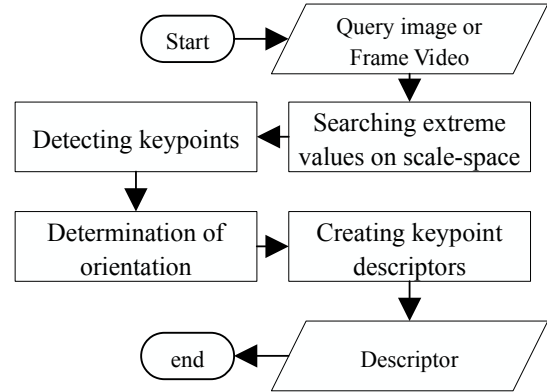 Start
Query image or
Frame Video
Searching extreme
values on scale-space
Detecting keypoints
Determination of
orientation
Creating keypoint
descriptors
Descriptor
end